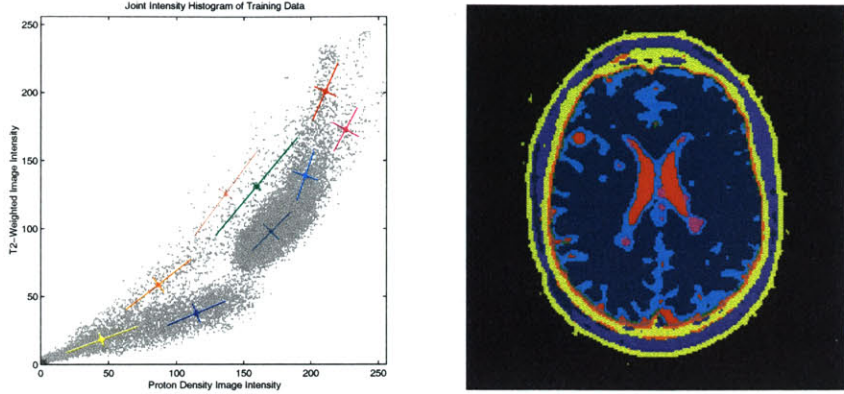 Joint Intensity Histogram of Training Data
250
200
150
100
50
0
T2-Weighted Image Intensity
0 50 100 150 200 250
Proton Density Image Intensity